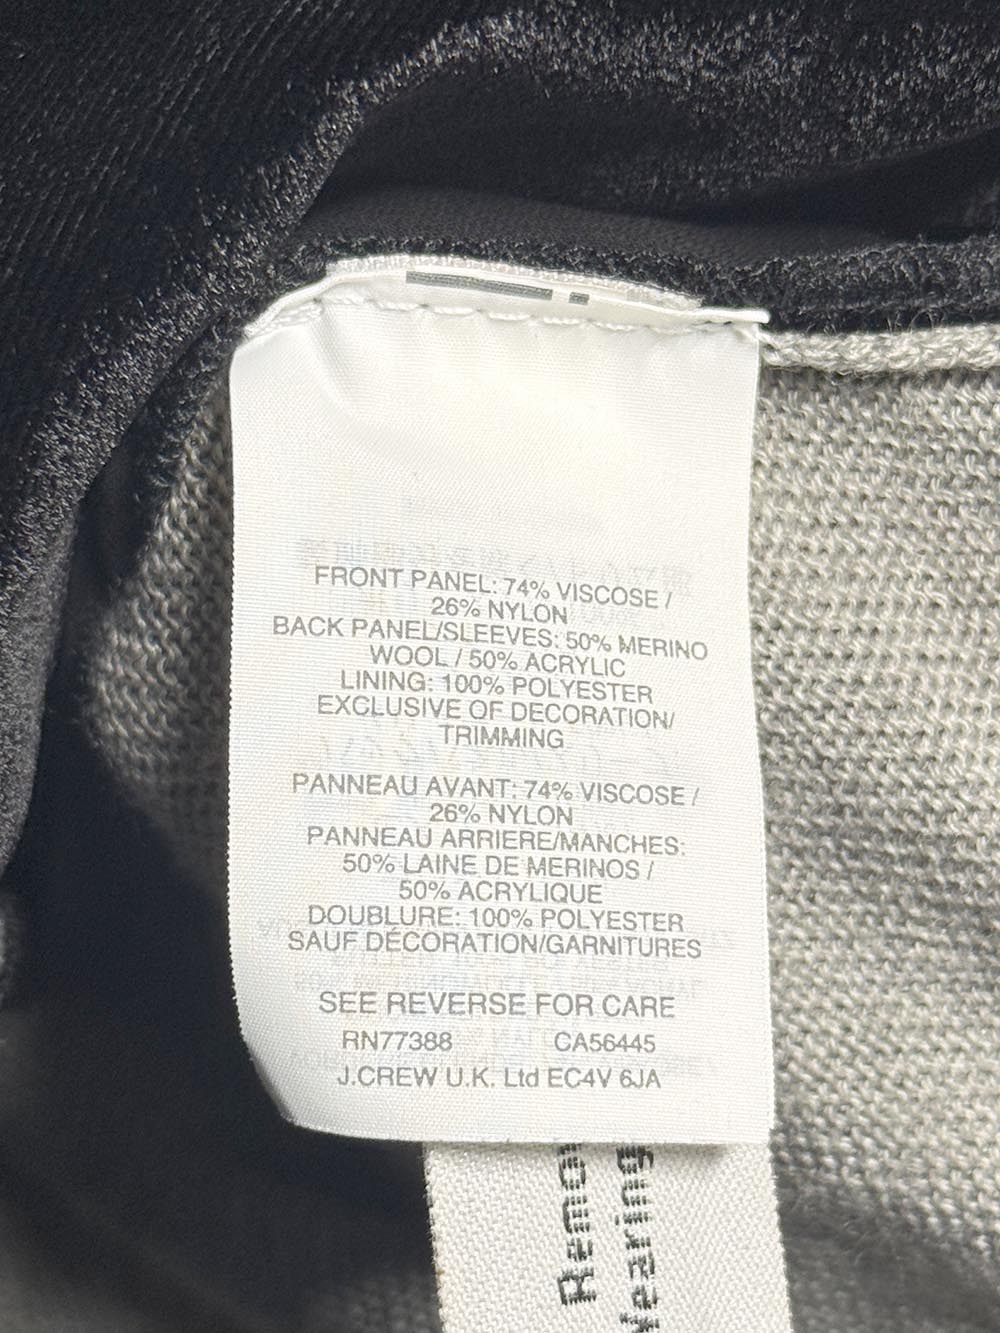 FRONT PANEL: 74% VISCOSE /
26% NYLON
BACK PANEL/SLEEVES: 50% MERINO
WOOL / 50% ACRYLIC
LINING: 100% POLYESTER
EXCLUSIVE OF DECORATION/
TRIMMING
PANNEAU AVANT: 74% VISCOSE /
26% NYLON
PANNEAU ARRIERE/MANCHES:
50% LAINE DE MERINOS /
50% ACRYLIQUE
DOUBLURE: 100% POLYESTER
SAUF DÉCORATION/GARNITURES
SEE REVERSE FOR CARE
RN77388 CA56445
J.CREW U.K. Ltd EC4V 6JA